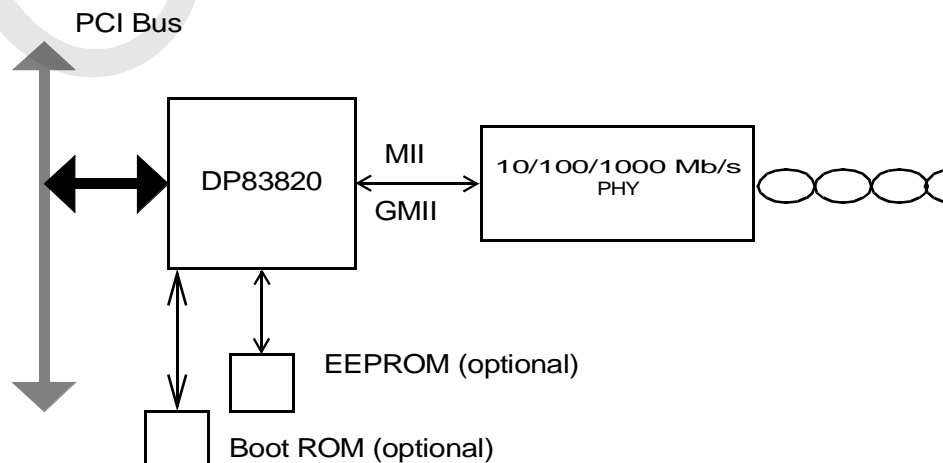 PCI Bus
DP83820
MII
GMII
10/100/1000 Mb/s
PHY
EEPROM (optional)
Boot ROM (optional)